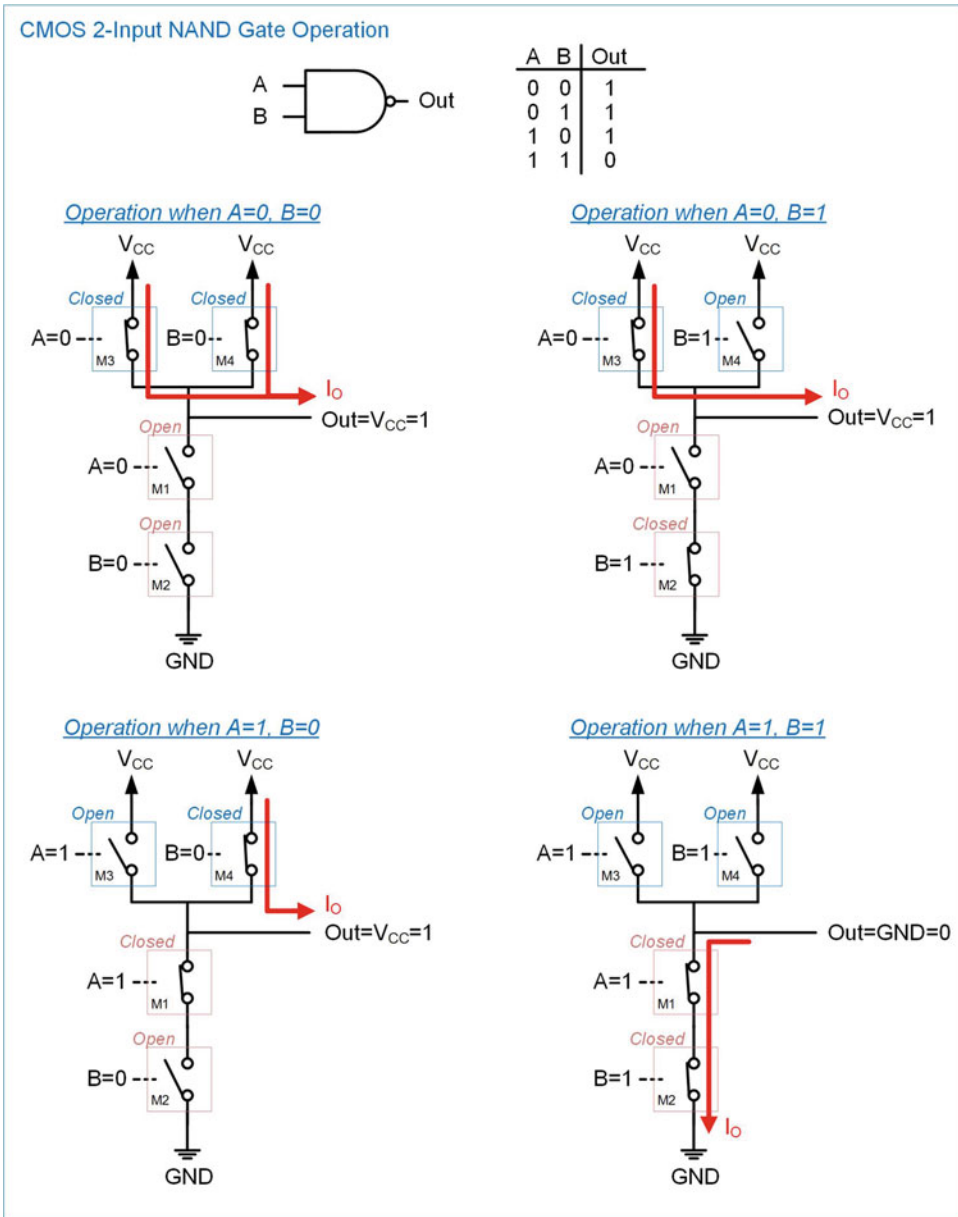 CMOS 2-Input NAND Gate Operation
A B Out
A
B
Out
0 0 1
0 1 1
1 0 1
1 1 0
Operation when A=0, B=0
VCC VCC
Closed Closed
A=0 B=0
M3 M4
IO
Out=VCC=1
Open
A=0
M1
Open
B=0
M2
GND
Operation when A=0, B=1
VCC VCC
Closed Open
A=0 B=1
M3 M4
IO
Out=VCC=1
Open
A=0
M1
Closed
B=1
M2
GND
Operation when A=1, B=0
VCC VCC
Open Closed
A=1 B=0
M3 M4
IO
Out=VCC=1
Closed
A=1
M1
Open
B=0
M2
GND
Operation when A=1, B=1
VCC VCC
Open Open
A=1 B=1
M3 M4
Out=GND=0
Closed
A=1
M1
Closed
B=1
M2
IO
GND